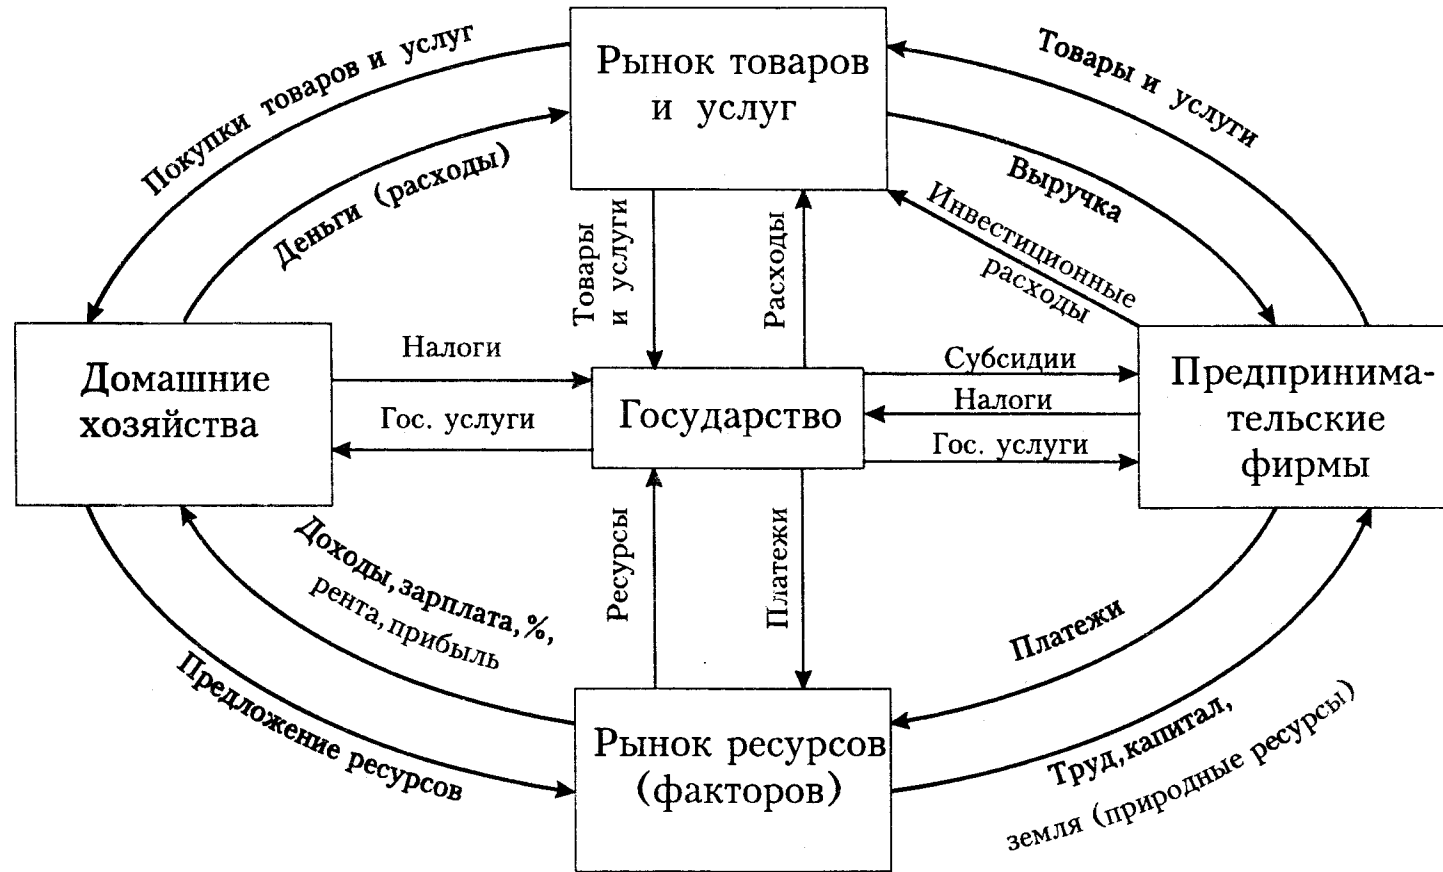 Покупки товаров и услуг
Рынок товаров
и услуг
Товары и услуги
Деньги (расходы)
Выручка
Товары
и услуги
Расходы
Инвестиционные
расходы
Домашние
хозяйства
Налоги
Гос. услуги
Государство
Субсидии
Налоги
Гос. услуги
Предпринима-
тельские
фирмы
Доходы, зарплата, %,
рента, прибыль
Ресурсы
Платежи
Платежи
Предложение ресурсов
Рынок ресурсов
(факторов)
Труд, капитал,
земля (природные ресурсы)